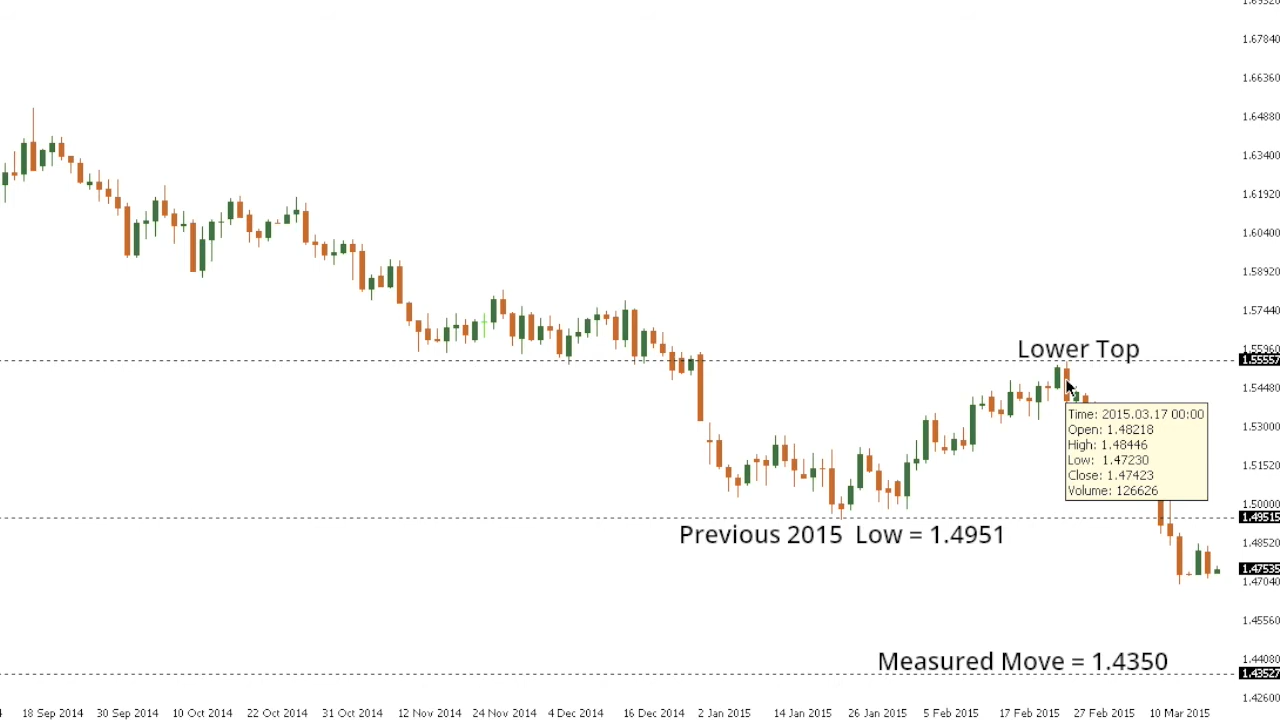 1.69320
1.67840
1.66360
1.64880
1.63400
1.61920
1.60400
1.58920
1.57440
Lower Top
1.55960
1.55557
1.54480
Time: 2015.03.17 00:00
Open: 1.48218
High: 1.48446
Low: 1.47230
Close: 1.47423
Volume: 126626
1.53000
1.51520
1.50000
1.49515
Previous 2015 Low = 1.4951
1.48520
1.47535
1.47040
1.45560
Measured Move = 1.4350
1.44080
1.43527
1.42600
18 Sep 2014 30 Sep 2014 10 Oct 2014 22 Oct 2014 31 Oct 2014 12 Nov 2014 24 Nov 2014 4 Dec 2014 16 Dec 2014 2 Jan 2015 14 Jan 2015 26 Jan 2015 5 Feb 2015 17 Feb 2015 27 Feb 2015 10 Mar 2015